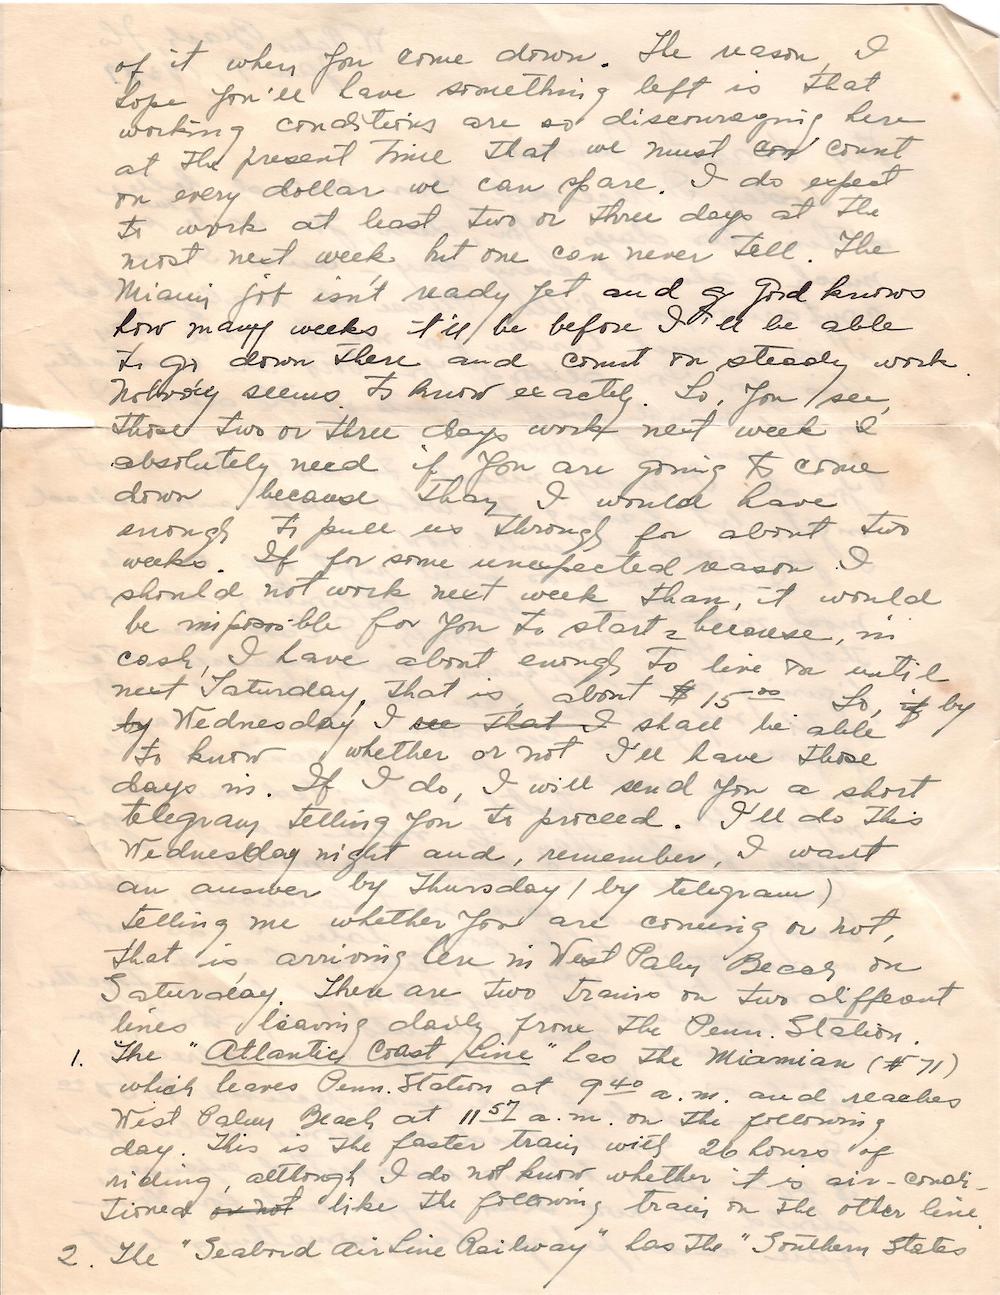 of it when you come down. The reason, I
hope you'll have something left is that
working conditions are so discouraging here
at the present time that we must con' count
on every dollar we can spare. I do expect
to work at least two or three days at the
most next week but one can never tell. The
Miami job isn't ready yet and g God knows
how many weeks it'll be before I'll be able
to go down there and count on steady work.
Nobody seems to know exactly. So, you see,
those two or three days work next week I
absolutely need if you are going to come
down because than I would have
enough to pull us through for about two
weeks. If for some unexpected reason I
should not work next week than, it would
be impossible for you to start - because, in
cash, I have about enough to live on until
next Saturday, that is, about $15.00 So, if by
by Wednesday, I see that I shall be able
to know whether or not I'll have those
days in. If I do, I will send you a short
telegram telling you to proceed. I'll do this
Wednesday night and, remember, I want
an answer by Thursday (by telegram)
telling me whether you are coming or not,
that is, arriving here in West Palm Beach on
Saturday. There are two trains on two different
lines leaving daily from the Penn. Station.
1. The "Atlantic Coast Line" has the Miamian (#71)
which leaves Penn. Station at 9 40 a.m. and reaches
West Palm Beach at 11 57 a.m. on the following
day. This is the faster train with 26 hours of
riding, although I do not know whether it is air-condi-
tioned or not like the following train on the other line.
2. The "Seabord Air Line Railway" has the "Southern States